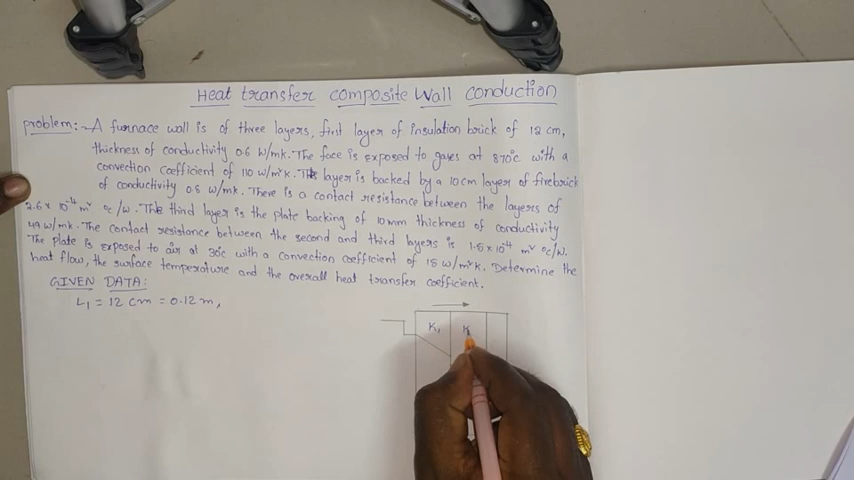 Heat transfer composite Wall conduction
problem:- A furnace wall is of three layers, first layer of insulation brick of 12 cm,
thickness of conductivity 0.6 W/mk. The face is exposed to gases at 870°c with a
convection coefficient of 110 W/m²k. The layer is backed by a 10cm layer of firebrick
of conductivity 0.8 W/mk. There is a contact resistance between the layers of
2.6 x 10⁻⁴ m² °c/w. The third layer is the plate backing of 10mm thickness of conductivity
49 W/mk. The contact resistance between the second and third layers is 1.5 x 10⁻⁴ m² °c/w.
The plate is exposed to air at 30°c with a convection coefficient of 15 W/m²k. Determine the
heat flow, the surface temperature and the overall heat transfer coefficient.
GIVEN DATA:
L₁ = 12 cm = 0.12 m,
K₁ K